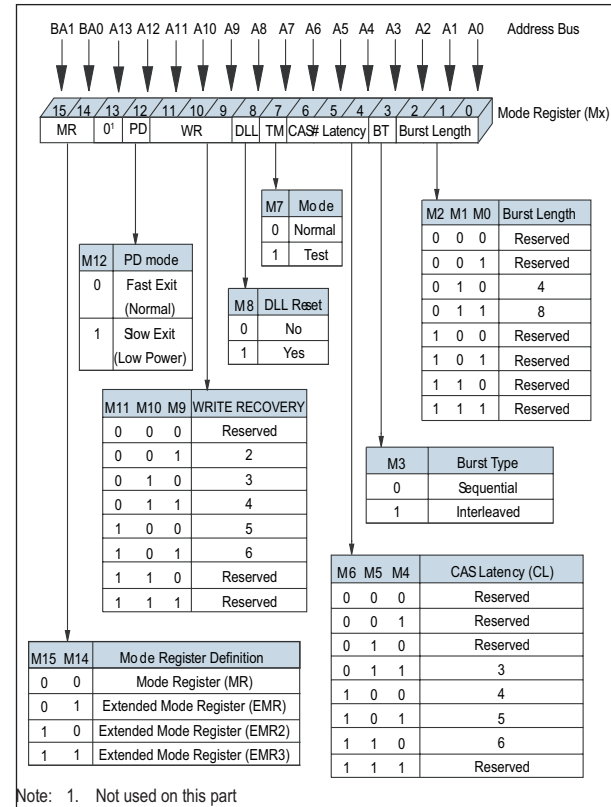 BA1 BA0 A13 A12 A11 A10 A9 A8 A7 A6 A5 A4 A3 A2 A1 A0 Address Bus
15 14 13 12 11 10 9 8 7 6 5 4 3 2 1 0 Mode Register (Mx)
MR 0¹ PD WR DLL TM CAS# Latency BT Burst Length
M7 Mode
0 Normal
1 Test
M2 M1 M0 Burst Length
0 0 0 Reserved
0 0 1 Reserved
0 1 0 4
0 1 1 8
1 0 0 Reserved
1 0 1 Reserved
1 1 0 Reserved
1 1 1 Reserved
M12 PD mode
0 Fast Exit
(Normal)
1 Slow Exit
(Low Power)
M8 DLL Reset
0 No
1 Yes
M11 M10 M9 WRITE RECOVERY
0 0 0 Reserved
0 0 1 2
0 1 0 3
0 1 1 4
1 0 0 5
1 0 1 6
1 1 0 Reserved
1 1 1 Reserved
M3 Burst Type
0 Sequential
1 Interleaved
M6 M5 M4 CAS Latency (CL)
0 0 0 Reserved
0 0 1 Reserved
0 1 0 Reserved
0 1 1 3
1 0 0 4
1 0 1 5
1 1 0 6
1 1 1 Reserved
M15 M14 Mode Register Definition
0 0 Mode Register (MR)
0 1 Extended Mode Register (EMR)
1 0 Extended Mode Register (EMR2)
1 1 Extended Mode Register (EMR3)
Note: 1. Not used on this part